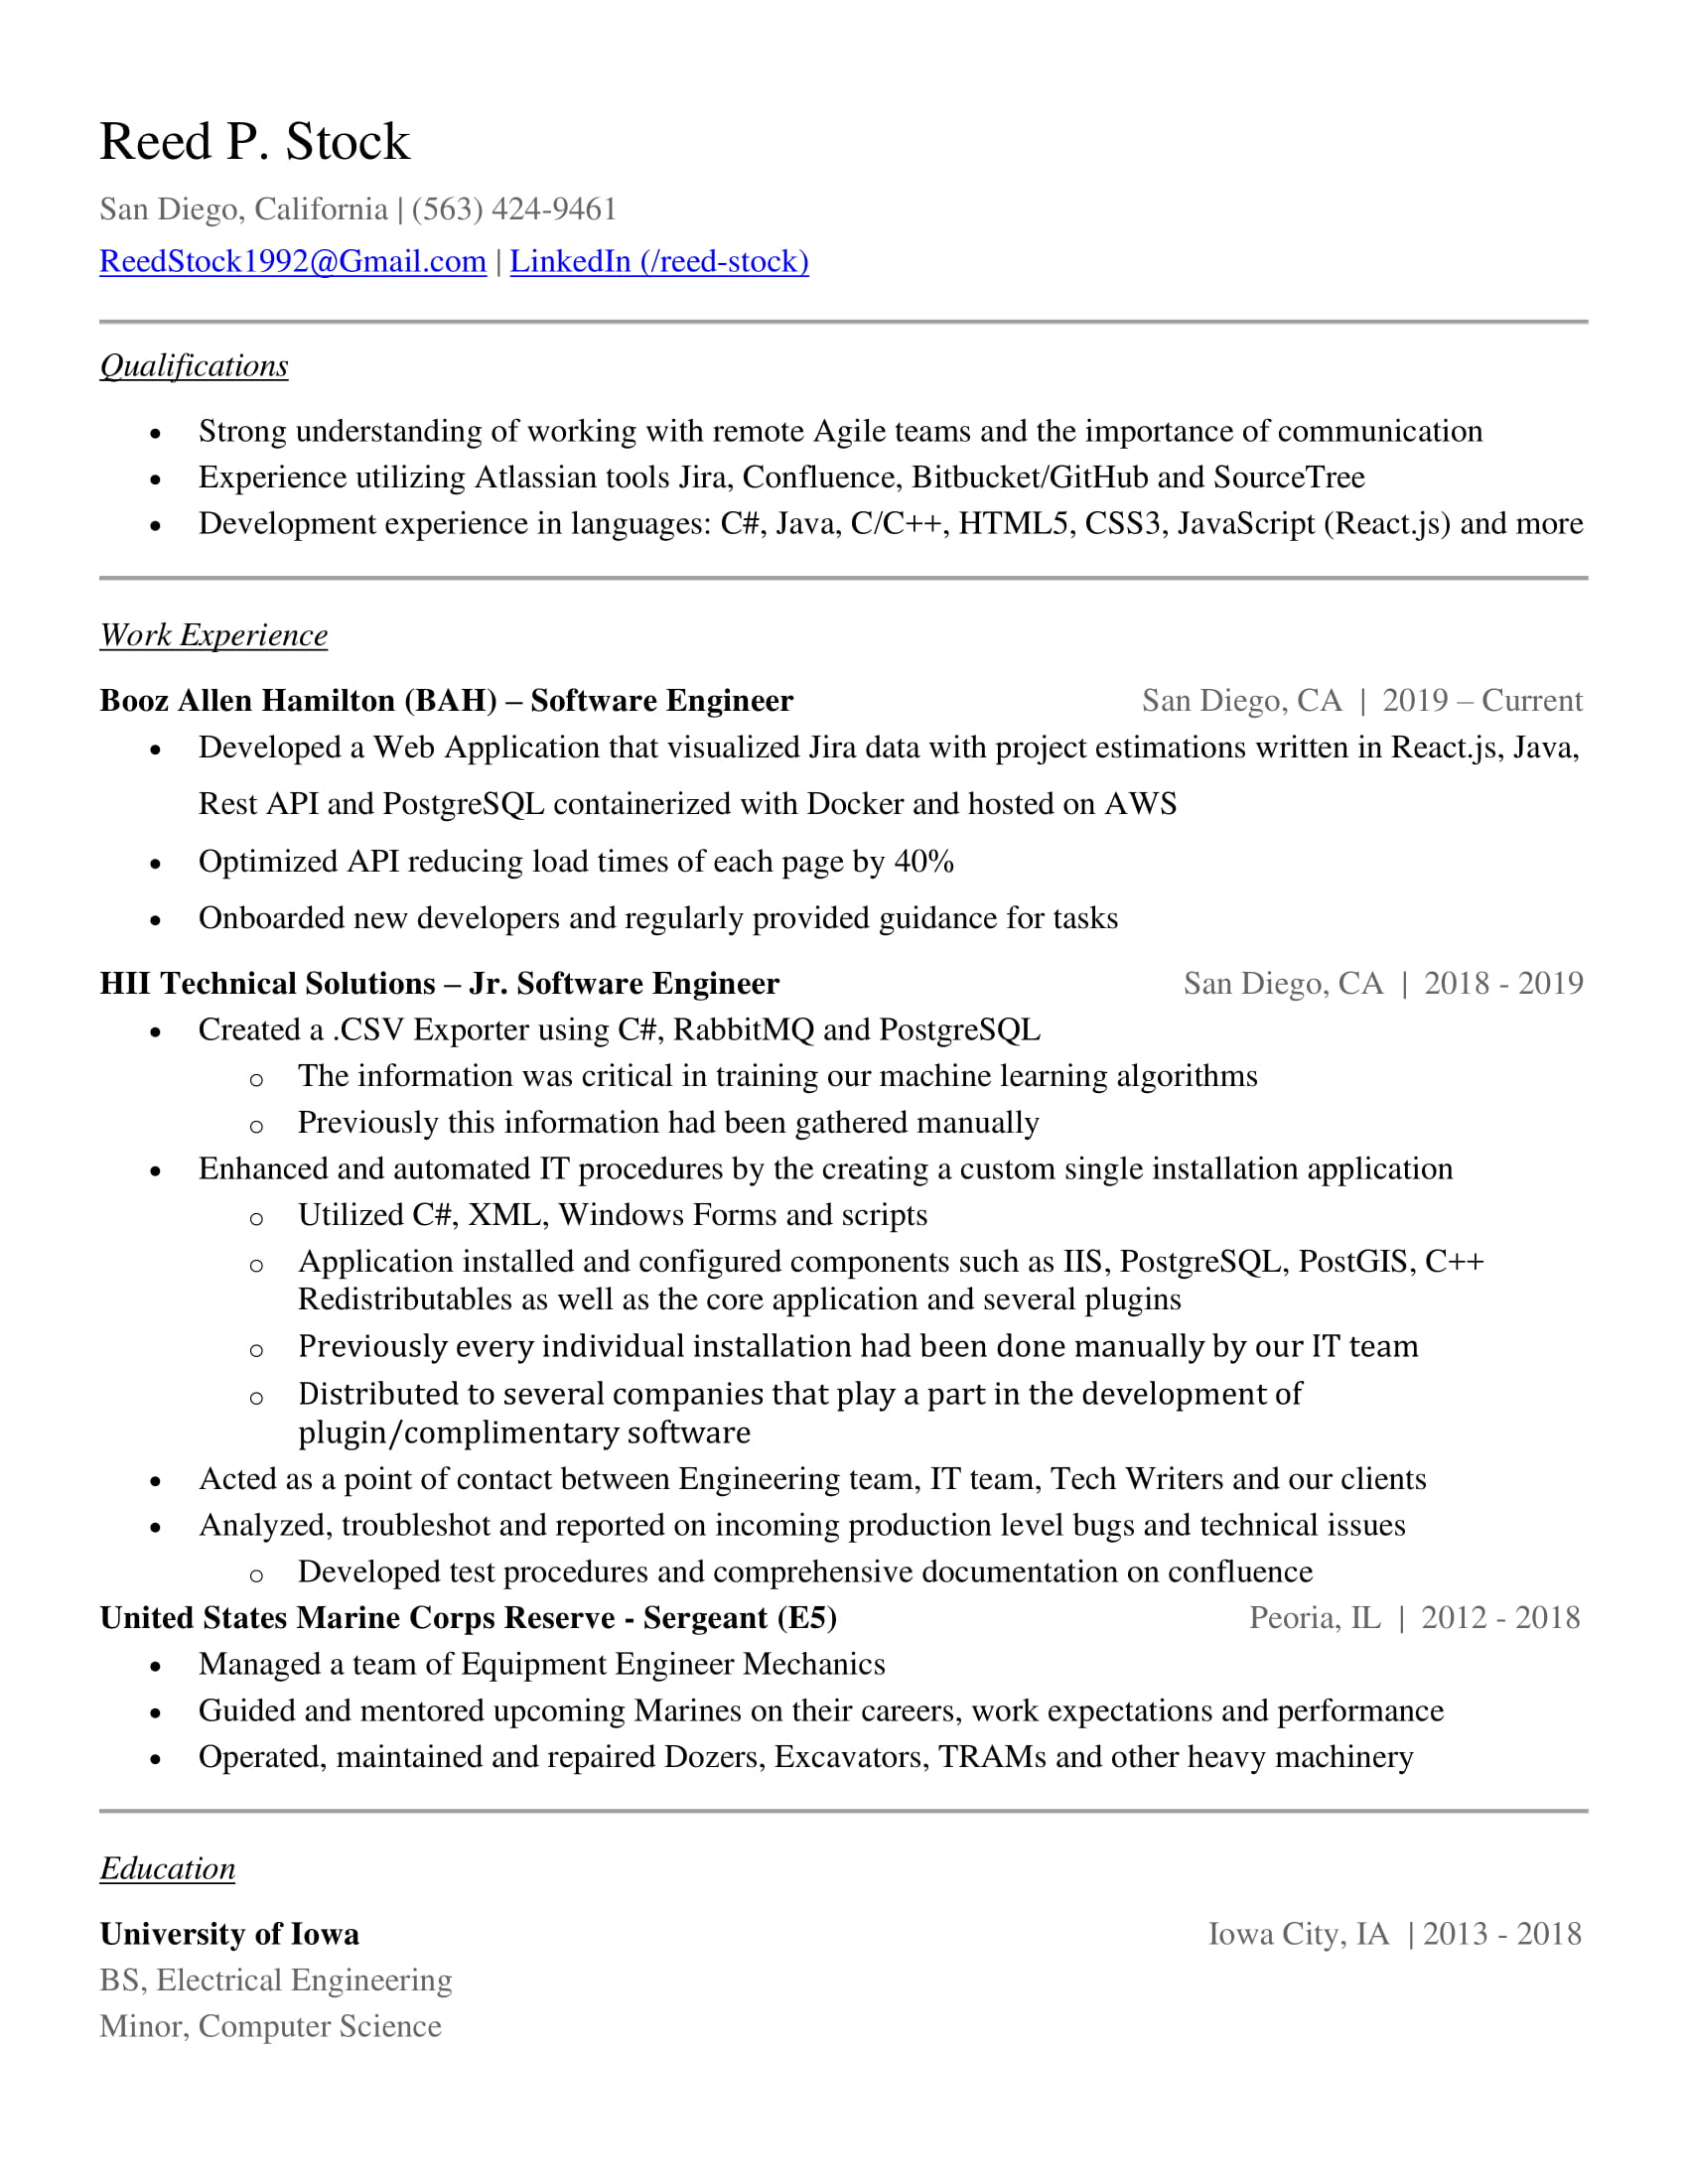 Reed P. Stock
San Diego, California | (563) 424-9461
ReedStock1992@Gmail.com | LinkedIn (/reed-stock)
Qualifications
• Strong understanding of working with remote Agile teams and the importance of communication
• Experience utilizing Atlassian tools Jira, Confluence, Bitbucket/GitHub and SourceTree
• Development experience in languages: C#, Java, C/C++, HTML5, CSS3, JavaScript (React.js) and more
Work Experience
Booz Allen Hamilton (BAH) – Software Engineer San Diego, CA | 2019 – Current
• Developed a Web Application that visualized Jira data with project estimations written in React.js, Java,
Rest API and PostgreSQL containerized with Docker and hosted on AWS
• Optimized API reducing load times of each page by 40%
• Onboarded new developers and regularly provided guidance for tasks
HII Technical Solutions – Jr. Software Engineer San Diego, CA | 2018 - 2019
• Created a .CSV Exporter using C#, RabbitMQ and PostgreSQL
o The information was critical in training our machine learning algorithms
o Previously this information had been gathered manually
• Enhanced and automated IT procedures by the creating a custom single installation application
o Utilized C#, XML, Windows Forms and scripts
o Application installed and configured components such as IIS, PostgreSQL, PostGIS, C++
Redistributables as well as the core application and several plugins
o Previously every individual installation had been done manually by our IT team
o Distributed to several companies that play a part in the development of
plugin/complimentary software
• Acted as a point of contact between Engineering team, IT team, Tech Writers and our clients
• Analyzed, troubleshot and reported on incoming production level bugs and technical issues
o Developed test procedures and comprehensive documentation on confluence
United States Marine Corps Reserve - Sergeant (E5) Peoria, IL | 2012 - 2018
• Managed a team of Equipment Engineer Mechanics
• Guided and mentored upcoming Marines on their careers, work expectations and performance
• Operated, maintained and repaired Dozers, Excavators, TRAMs and other heavy machinery
Education
University of Iowa Iowa City, IA | 2013 - 2018
BS, Electrical Engineering
Minor, Computer Science